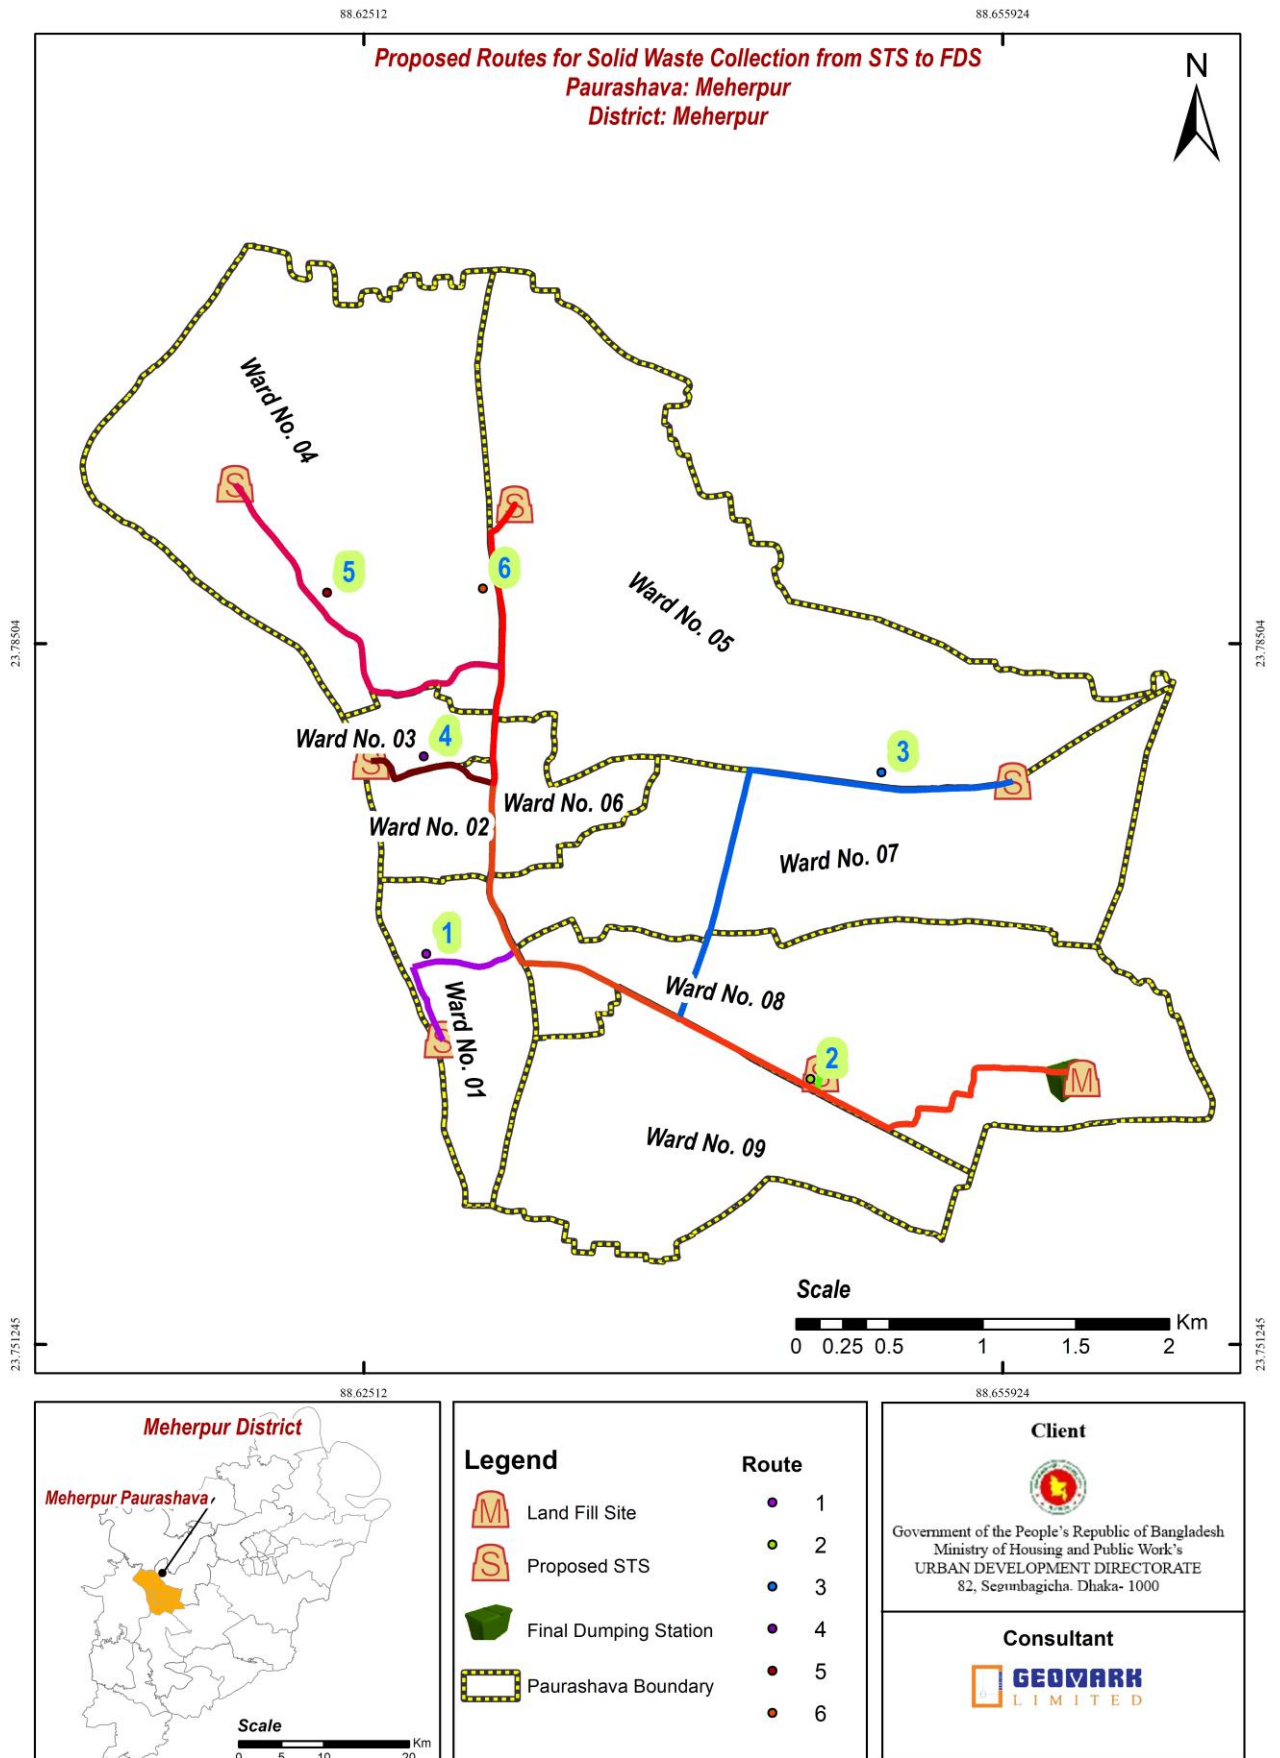 88.62512
88.655924
Proposed Routes for Solid Waste Collection from STS to FDS
Paurashava: Meherpur
District: Meherpur
N
Ward No. 04
S
S
5
6
Ward No. 05
23.78504
23.78504
Ward No. 03
4
S
3
S
Ward No. 06
Ward No. 02
Ward No. 07
1
Ward No. 08
Ward No. 01
S
2
S
M
Ward No. 09
Scale
Km
0 0.25 0.5 1 1.5 2
23.751245
23.751245
88.62512
88.655924
Meherpur District
Meherpur Paurashava
Scale
Km
0 5 10 20
Legend
M Land Fill Site
S Proposed STS
Final Dumping Station
Paurashava Boundary
Route
1
2
3
4
5
6
Client
Government of the People's Republic of Bangladesh
Ministry of Housing and Public Work's
URBAN DEVELOPMENT DIRECTORATE
82, Segunbagicha. Dhaka- 1000
Consultant
GEOMARK
LIMITED